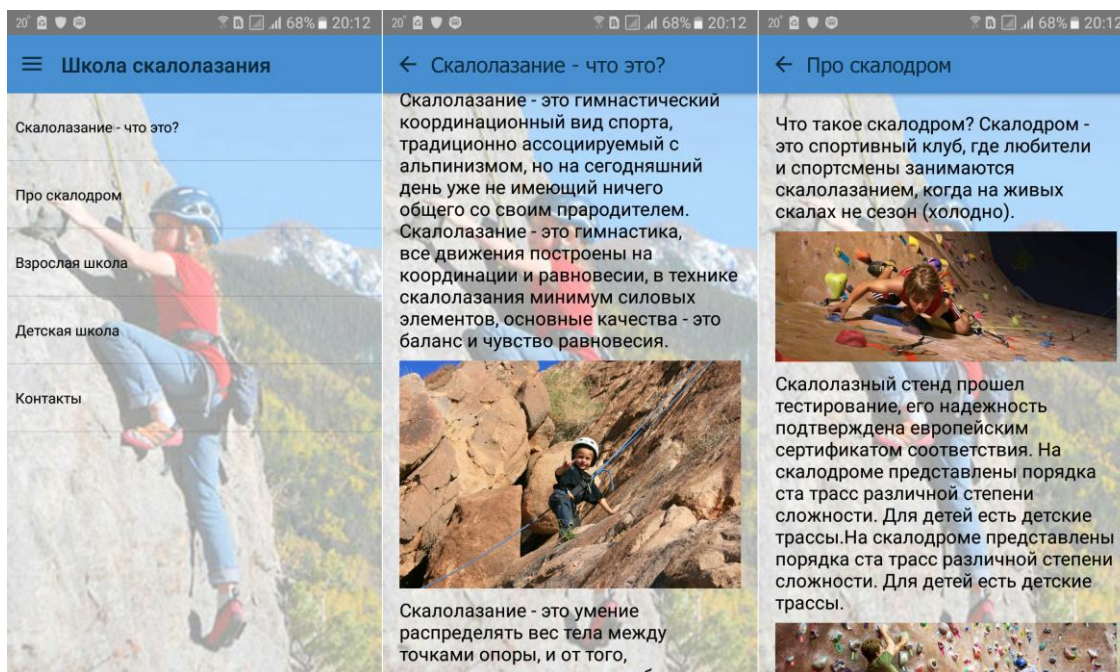 20° 68% 20:12
Школа скалолазания
Скалолазание - что это?
Про скалодром
Взрослая школа
Детская школа
Контакты
20° 68% 20:12
Скалолазание - что это?
Скалолазание - это гимнастический
координационный вид спорта,
традиционно ассоциируемый с
альпинизмом, но на сегодняшний
день уже не имеющий ничего
общего со своим прародителем.
Скалолазание - это гимнастика,
все движения построены на
координации и равновесии, в технике
скалолазания минимум силовых
элементов, основные качества - это
баланс и чувство равновесия.
Скалолазание - это умение
распределять вес тела между
точками опоры, и от того,
20° 68% 20:12
Про скалодром
Что такое скалодром? Скалодром -
это спортивный клуб, где любители
и спортсмены занимаются
скалолазанием, когда на живых
скалах не сезон (холодно).
Скалолазный стенд прошел
тестирование, его надежность
подтверждена европейским
сертификатом соответствия. На
скалодроме представлены порядка
ста трасс различной степени
сложности. Для детей есть детские
трассы.На скалодроме представлены
порядка ста трасс различной степени
сложности. Для детей есть детские
трассы.